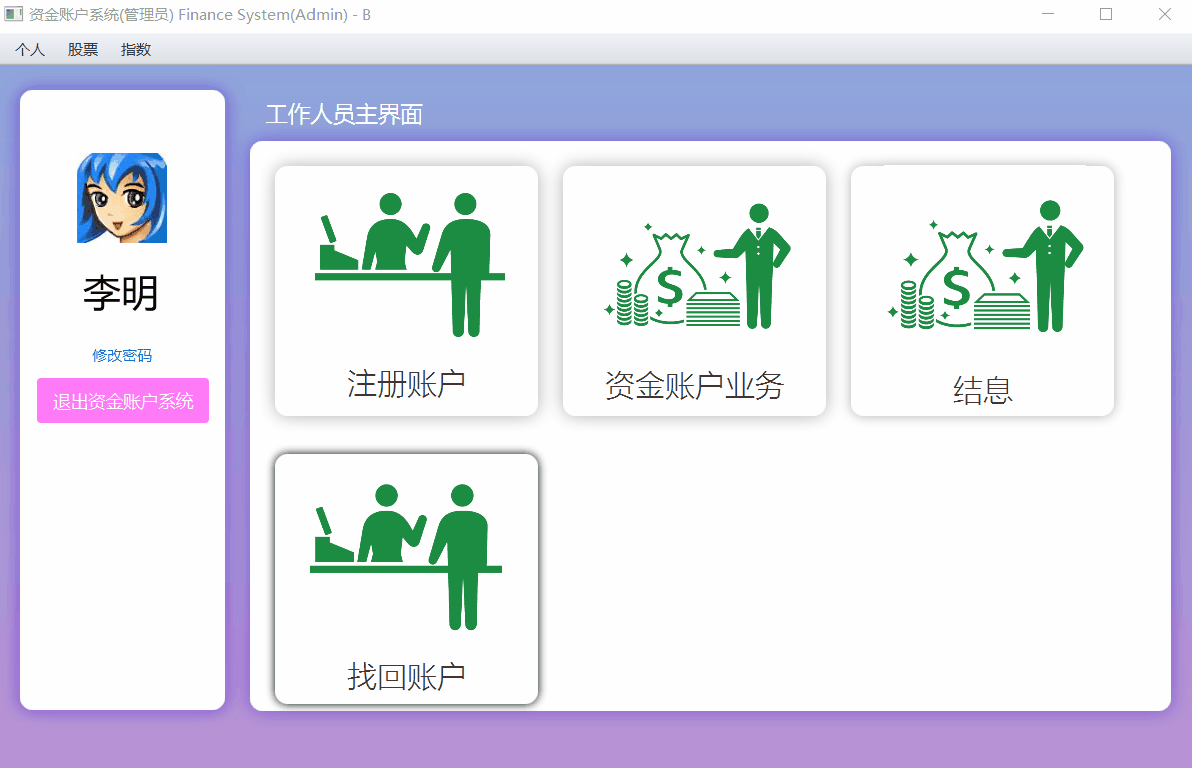 资金账户系统(管理员) Finance System(Admin) - B
个人 股票 指数
李明
修改密码
退出资金账户系统
工作人员主界面
注册账户
资金账户业务
结息
找回账户
$
$